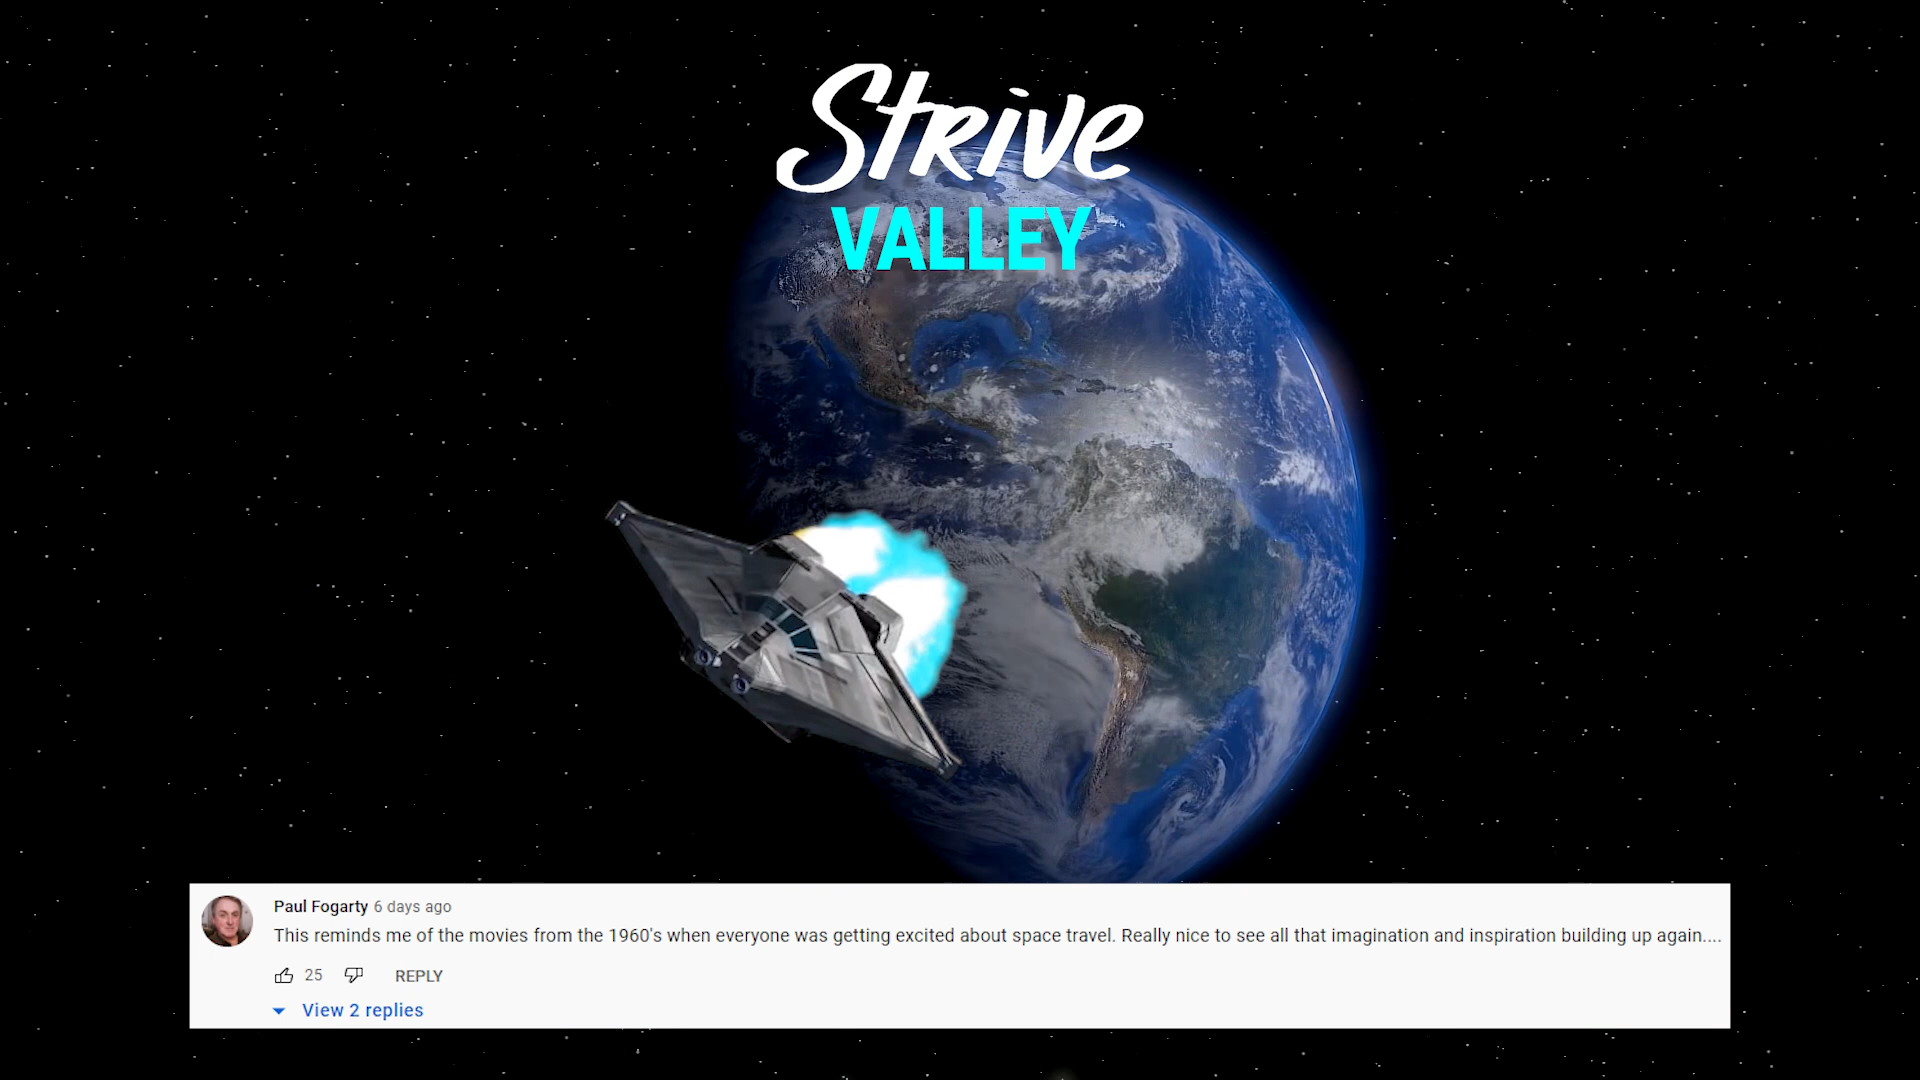 Strive
VALLEY
Paul Fogarty 6 days ago
This reminds me of the movies from the 1960's when everyone was getting excited about space travel. Really nice to see all that imagination and inspiration building up again....
25 REPLY
View 2 replies